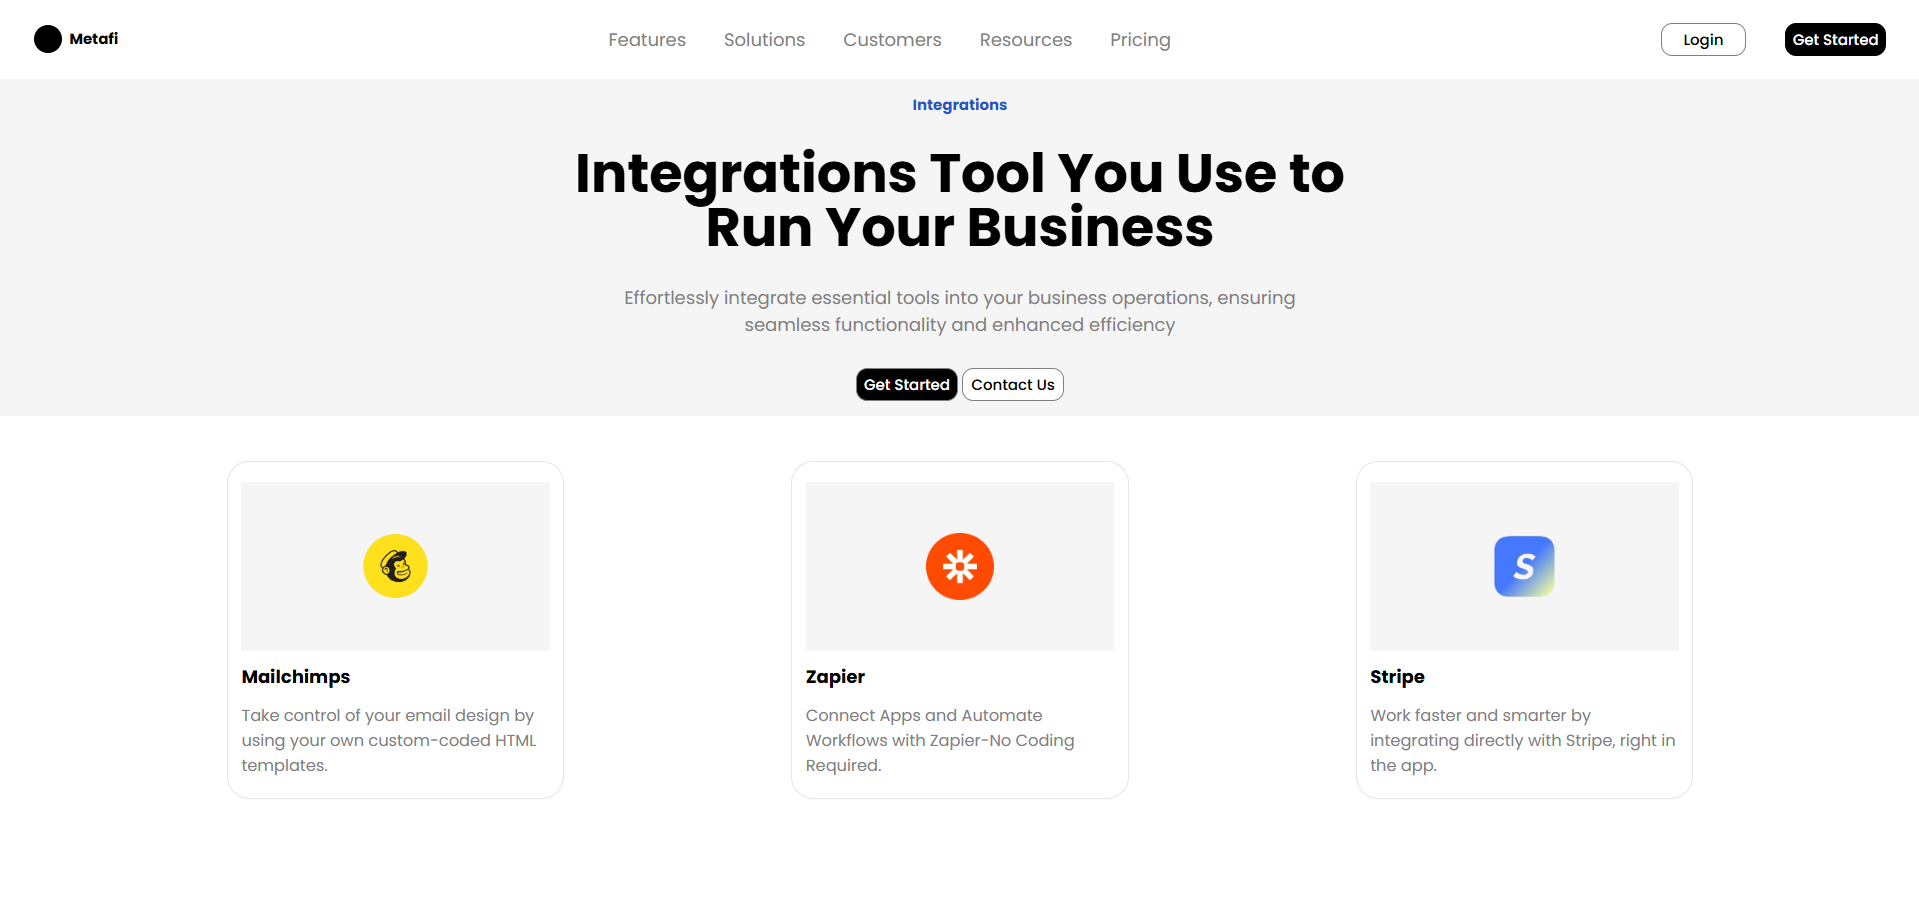 Metafi
Features Solutions Customers Resources Pricing
Login Get Started
Integrations
Integrations Tool You Use to
Run Your Business
Effortlessly integrate essential tools into your business operations, ensuring
seamless functionality and enhanced efficiency
Get Started Contact Us
S
Mailchimps
Take control of your email design by
using your own custom-coded HTML
templates.
Zapier
Connect Apps and Automate
Workflows with Zapier-No Coding
Required.
Stripe
Work faster and smarter by
integrating directly with Stripe, right in
the app.